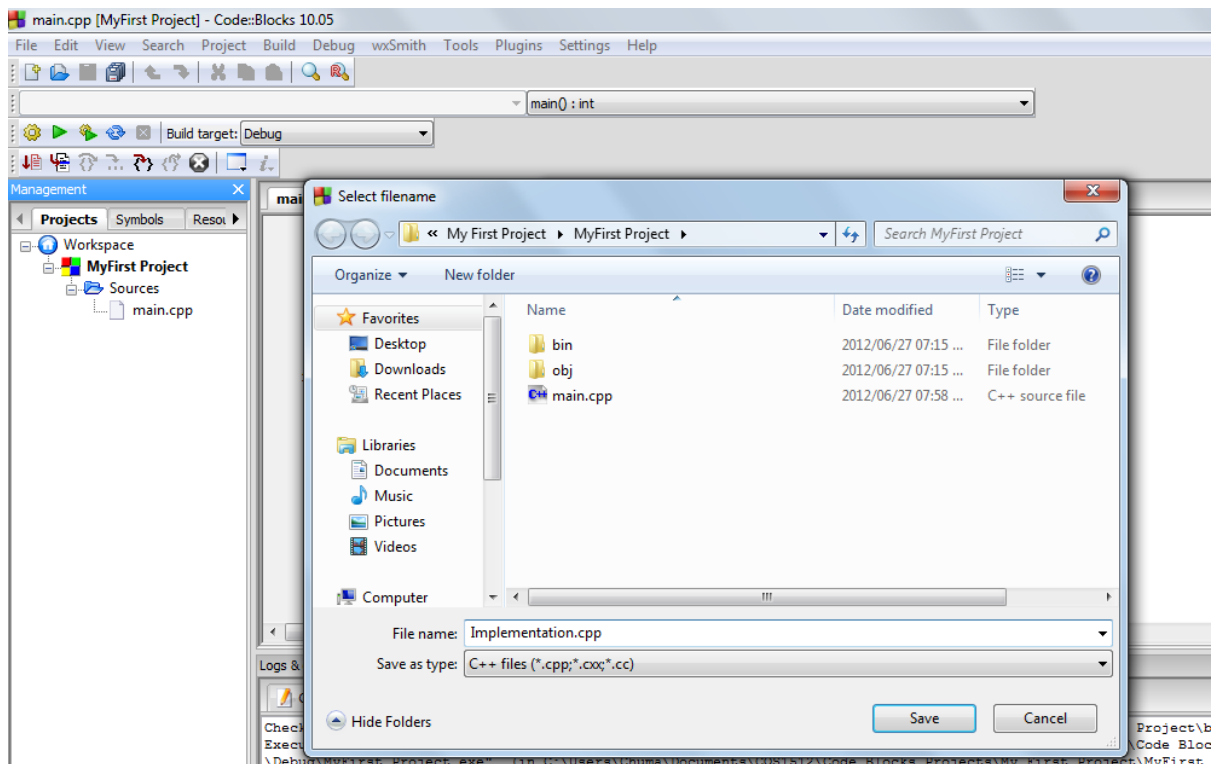 main.cpp [MyFirst Project] - Code::Blocks 10.05
File Edit View Search Project Build Debug wxSmith Tools Plugins Settings Help
main() : int
Build target: Debug
Management
Projects Symbols
Workspace
MyFirst Project
Sources
main.cpp
mai
Select filename
« My First Project MyFirst Project
Search MyFirst Project
Organize New folder
Favorites
Desktop
Downloads
Recent Places
Libraries
Documents
Music
Pictures
Videos
Computer
Name Date modified Type
bin 2012/06/27 07:15 ... File folder
obj 2012/06/27 07:15 ... File folder
main.cpp 2012/06/27 07:58 ... C++ source file
File name: Implementation.cpp
Save as type: C++ files (*.cpp;*.cxx;*.cc)
Hide Folders Save Cancel
Logs &
Check Project\b
Execu \Code Bloc